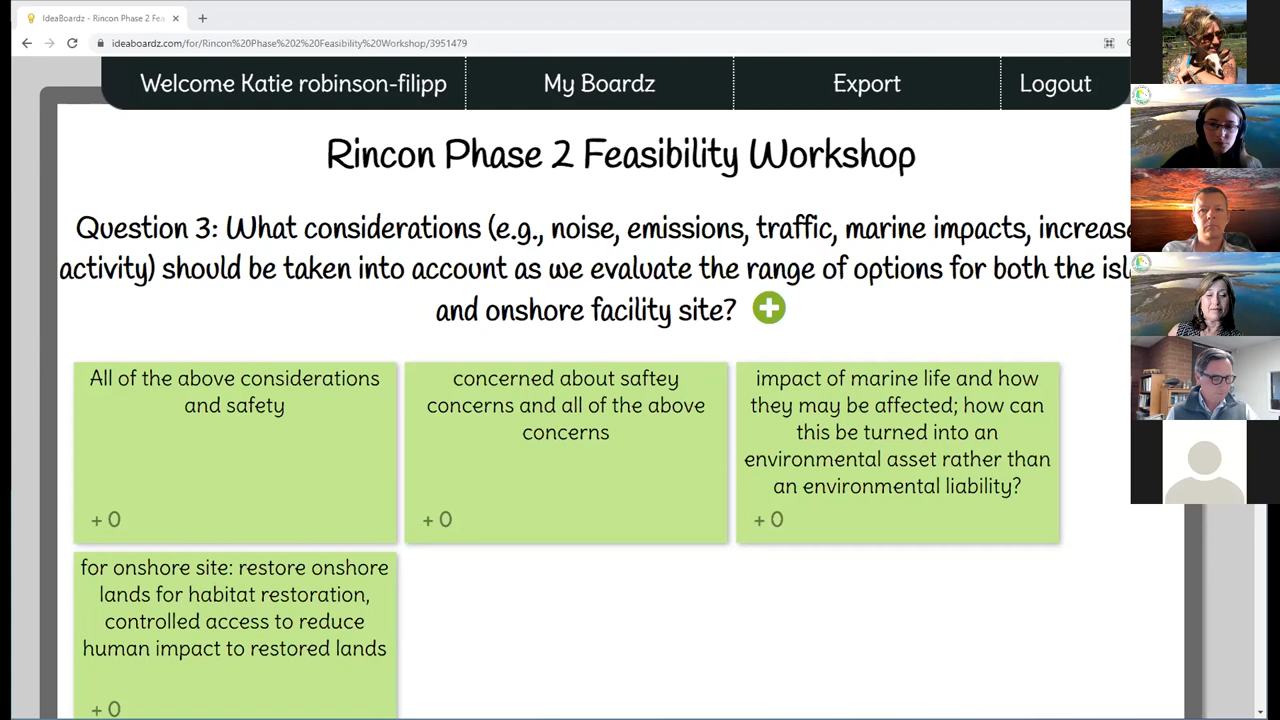 IdeaBoardz - Rincon Phase 2 Fea
ideaboardz.com/for/Rincon%20Phase%202%20Feasibility%20Workshop/3951475
Welcome Katie robinson-filipp
My Boardz
Export
Logout
Rincon Phase 2 Feasibility Workshop
Question 3: What considerations (e.g., noise, emissions, traffic, marine impacts, increase
activity) should be taken into account as we evaluate the range of options for both the isl
and onshore facility site?
All of the above considerations
and safety
+ 0
concerned about saftey
concerns and all of the above
concerns
+ 0
impact of marine life and how
they may be affected; how can
this be turned into an
environmental asset rather than
an environmental liability?
+ 0
for onshore site: restore onshore
lands for habitat restoration,
controlled access to reduce
human impact to restored lands
+ 0